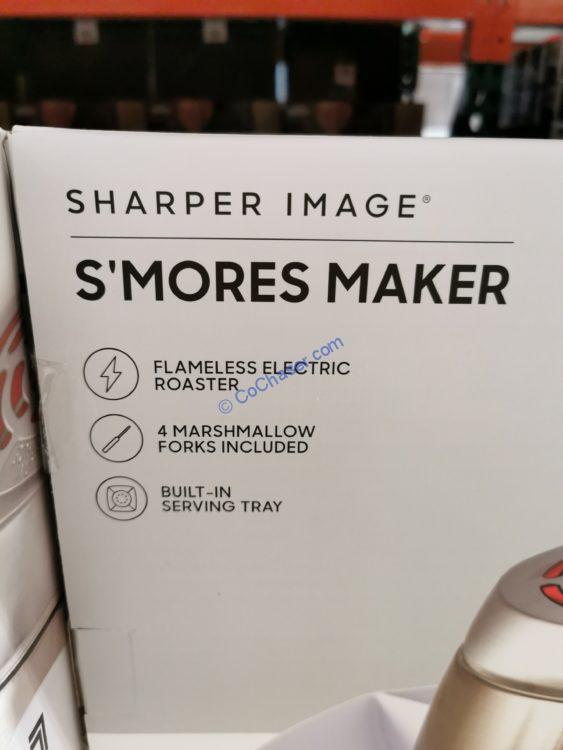 SHARPER IMAGE®
S'MORES MAKER
FLAMELESS ELECTRIC
ROASTER
© CoChaser.com
4 MARSHMALLOW
FORKS INCLUDED
BUILT-IN
SERVING TRAY